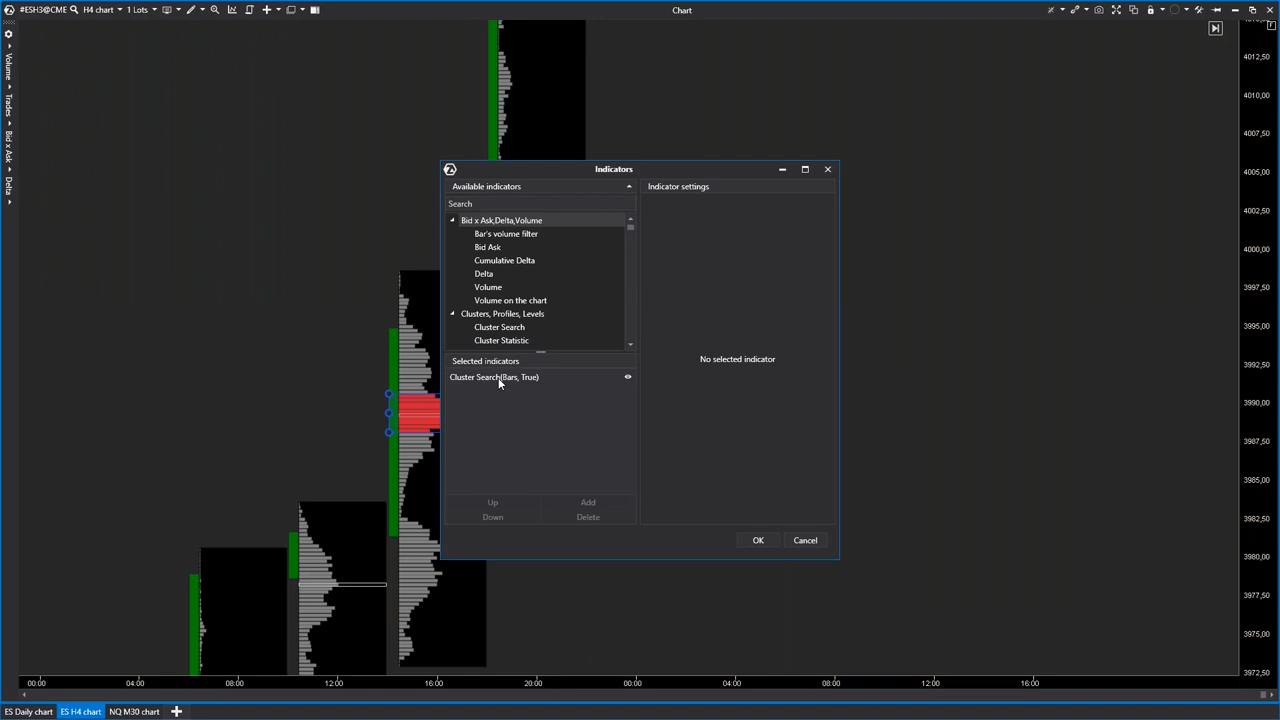 #ESH3@CME H4 chart 1 Lots Chart
Volume
Trades
Bid x Ask
Delta
4012,50
4010,00
4007,50
4005,00
4002,50
4000,00
3997,50
3995,00
3992,50
3990,00
3987,50
3985,00
3982,50
3980,00
3977,50
3975,00
3972,50
Indicators
Available indicators
Search
Bid x Ask,Delta,Volume
Bar's volume filter
Bid Ask
Cumulative Delta
Delta
Volume
Volume on the chart
Clusters, Profiles, Levels
Cluster Search
Cluster Statistic
Selected indicators
Cluster Search(Bars, True)
Up Add
Down Delete
Indicator settings
No selected indicator
OK Cancel
00:00 04:00 08:00 12:00 16:00 20:00 00:00 04:00 08:00 16:00
ES Daily chart ES H4 chart NQ M30 chart